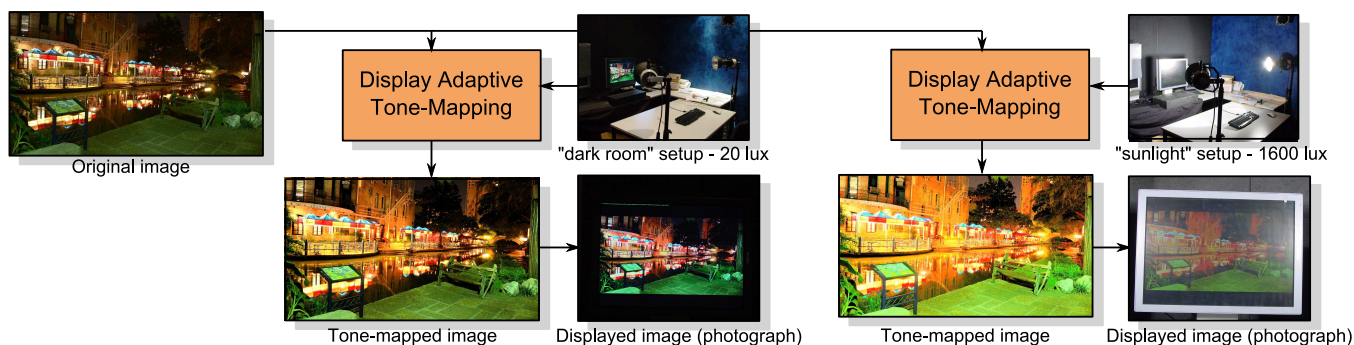 Display Adaptive
Tone-Mapping
Display Adaptive
Tone-Mapping
Original image
"dark room" setup - 20 lux
"sunlight" setup - 1600 lux
Tone-mapped image
Displayed image (photograph)
Tone-mapped image
Displayed image (photograph)